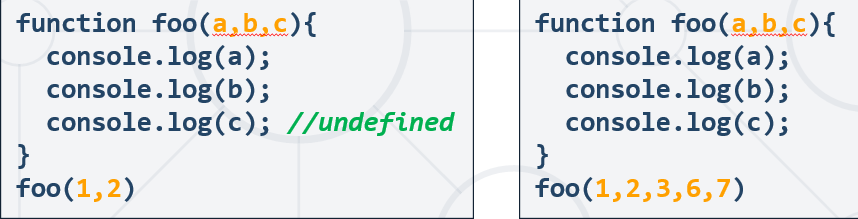 function foo(a,b,c){
  console.log(a);
  console.log(b);
  console.log(c); //undefined
}
foo(1,2)
function foo(a,b,c){
  console.log(a);
  console.log(b);
  console.log(c);
}
foo(1,2,3,6,7)